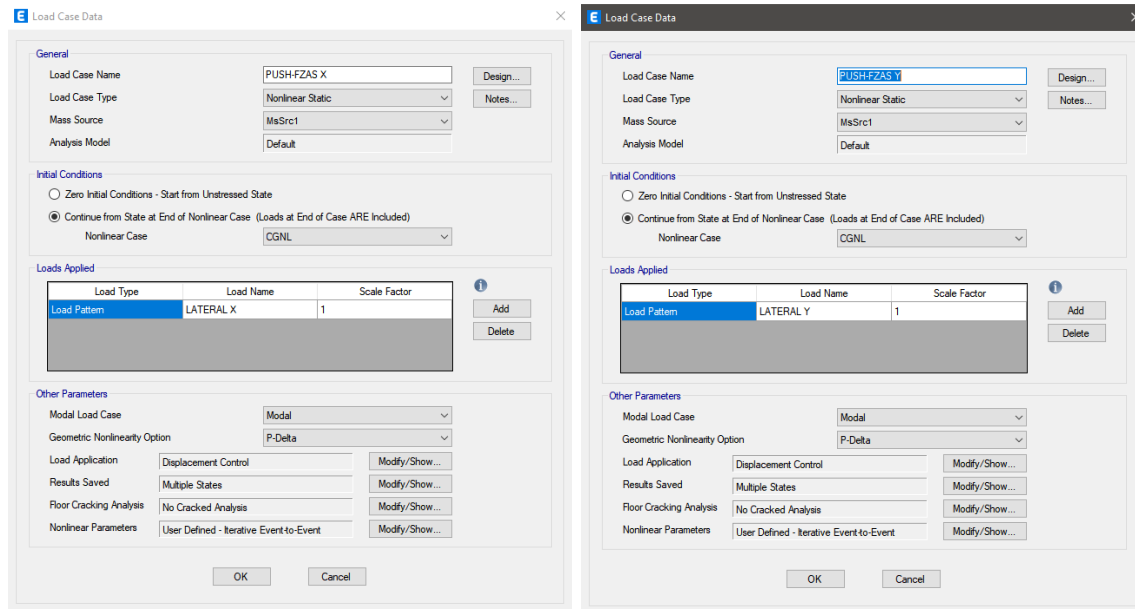 E Load Case Data
General
Load Case Name PUSH-FZAS X Design...
Load Case Type Nonlinear Static Notes...
Mass Source MsSrc1
Analysis Model Default
Initial Conditions
Zero Initial Conditions - Start from Unstressed State
Continue from State at End of Nonlinear Case (Loads at End of Case ARE Included)
Nonlinear Case CGNL
Loads Applied
Load Type Load Name Scale Factor
Load Pattern LATERAL X 1
Add
Delete
Other Parameters
Modal Load Case Modal
Geometric Nonlinearity Option P-Delta
Load Application Displacement Control Modify/Show...
Results Saved Multiple States Modify/Show...
Floor Cracking Analysis No Cracked Analysis Modify/Show...
Nonlinear Parameters User Defined - Iterative Event-to-Event Modify/Show...
OK Cancel
E Load Case Data
General
Load Case Name PUSH-FZAS Y Design...
Load Case Type Nonlinear Static Notes...
Mass Source MsSrc1
Analysis Model Default
Initial Conditions
Zero Initial Conditions - Start from Unstressed State
Continue from State at End of Nonlinear Case (Loads at End of Case ARE Included)
Nonlinear Case CGNL
Loads Applied
Load Type Load Name Scale Factor
Load Pattern LATERAL Y 1
Add
Delete
Other Parameters
Modal Load Case Modal
Geometric Nonlinearity Option P-Delta
Load Application Displacement Control Modify/Show...
Results Saved Multiple States Modify/Show...
Floor Cracking Analysis No Cracked Analysis Modify/Show...
Nonlinear Parameters User Defined - Iterative Event-to-Event Modify/Show...
OK Cancel